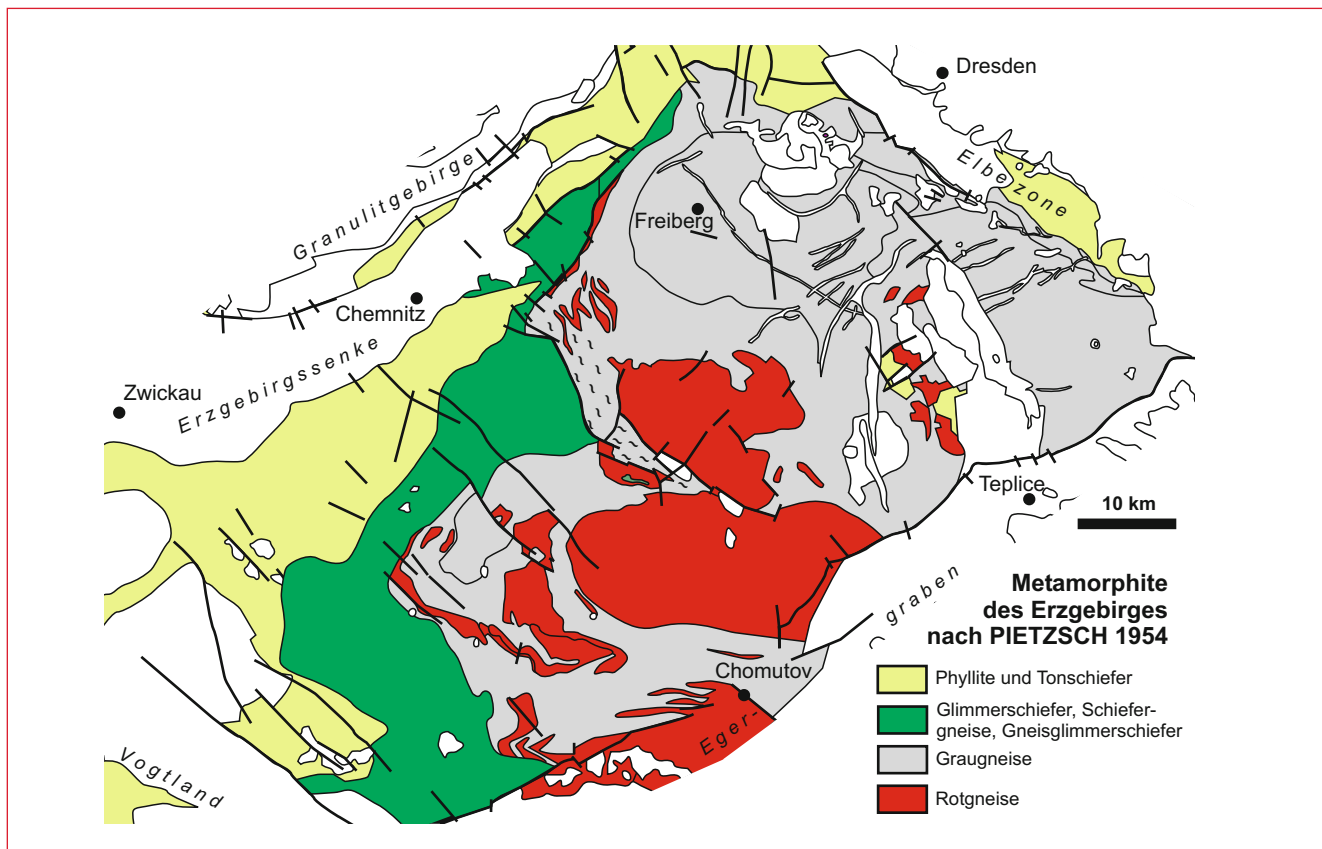 Dresden
Elbezone
Granulitgebirge
Freiberg
Chemnitz
Erzgebirgssenke
Zwickau
Teplice
10 km
Eger-
graben
Chomutov
Vogtland
Metamorphite
des Erzgebirges
nach PIETZSCH 1954
Phyllite und Tonschiefer
Glimmerschiefer, Schiefer-
gneise, Gneisglimmerschiefer
Graugneise
Rotgneise